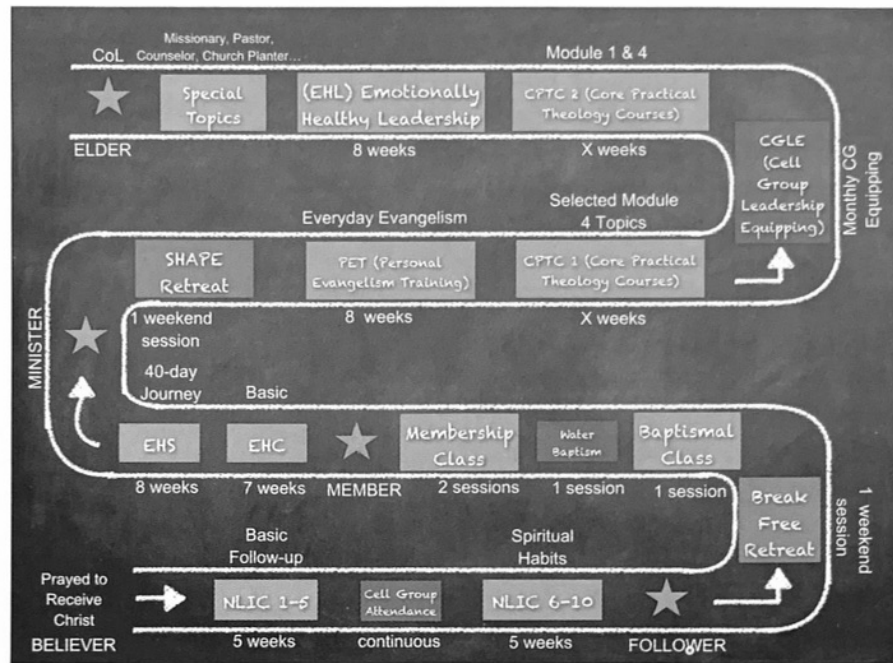 Missionary, Pastor,
CoL Counselor, Church Planter... Module 1 & 4
Special
Topics
(EHL) Emotionally
Healthy Leadership
CPTC 2 (Core Practical
Theology Courses)
ELDER 8 weeks X weeks
CGLE
(Cell
Group
Leadership
Equipping)
Monthly CG
Equipping
Everyday Evangelism
Selected Module
4 Topics
SHAPE
Retreat
PET (Personal
Evangelism Training)
CPTC 1 (Core Practical
Theology Courses)
1 weekend
session
8 weeks X weeks
MINISTER
40-day
Journey
Basic
EHS EHC
Membership
Class
Water
Baptism
Baptismal
Class
8 weeks 7 weeks MEMBER 2 sessions 1 session 1 session
Break
Free
Retreat
1 weekend
session
Basic
Follow-up
Spiritual
Habits
Prayed to
Receive
Christ
NLIC 1-5
Cell Group
Attendance
NLIC 6-10
BELIEVER 5 weeks continuous 5 weeks FOLLOWER